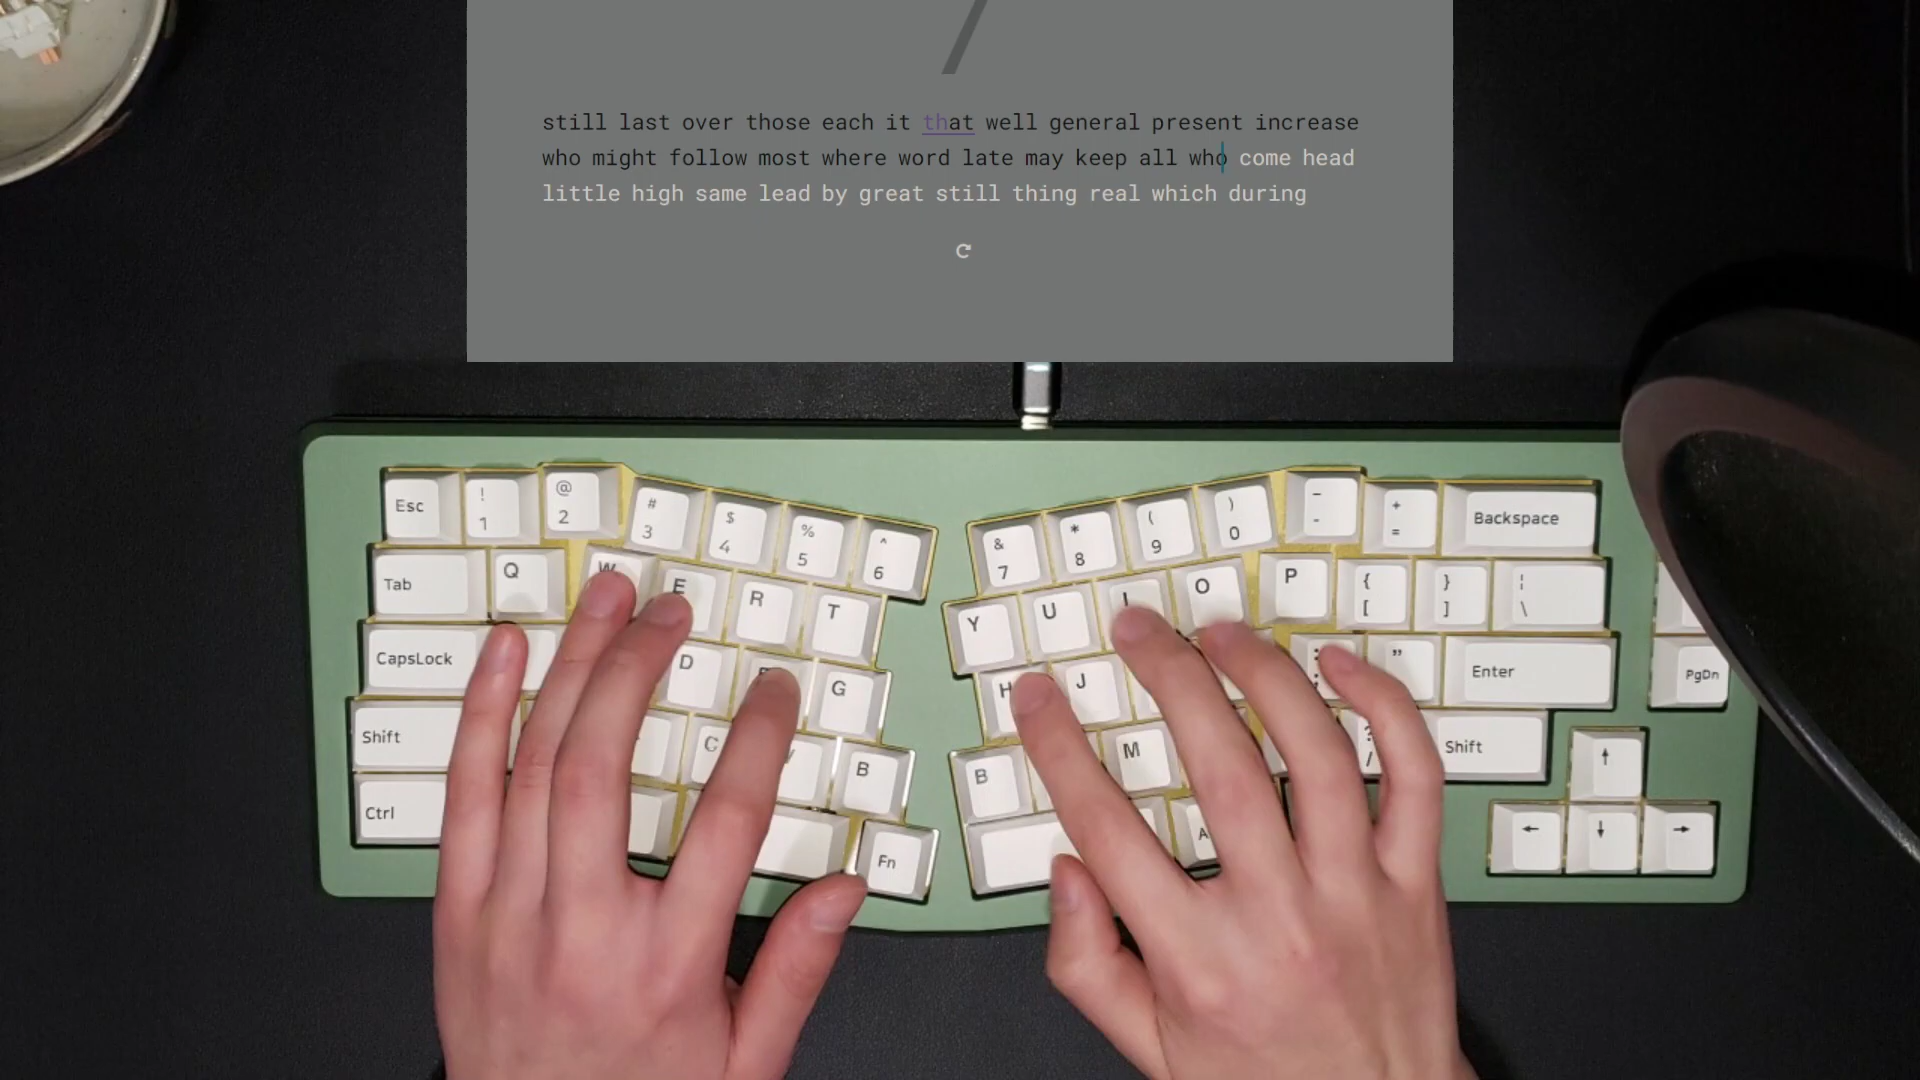 still last over those each it that well general present increase
who might follow most where word late may keep all who come head
little high same lead by great still thing real which during
Esc ! 1 @ 2 # 3 $ 4 % 5 ^ 6 & 7 * 8 ( 9 ) 0 - - + = Backspace
Tab Q W E R T Y U I O P { [ } ] ¦ \
CapsLock D F G H J : ; " Enter PgDn
Shift C V B B M ? / Shift ↑
Ctrl Fn A ← ↓ →